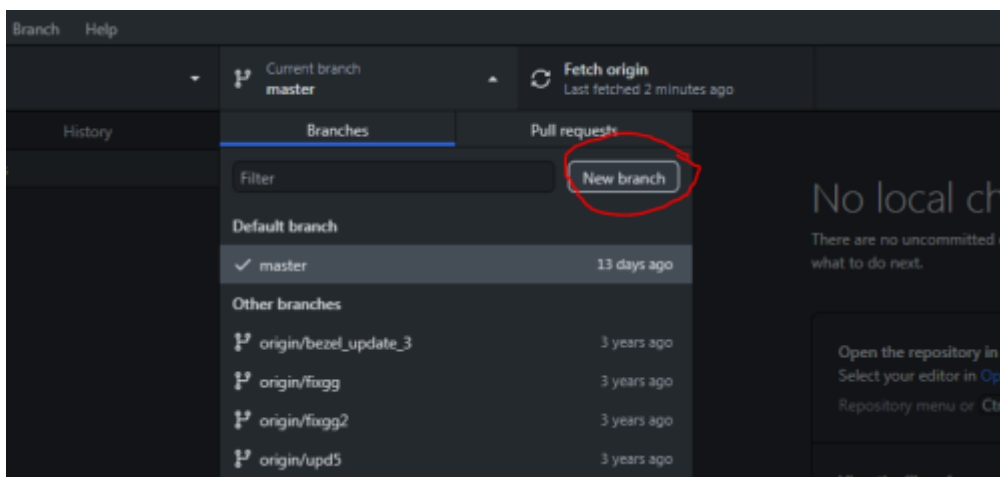 Branch Help
Current branch
master
Fetch origin
Last fetched 2 minutes ago
History
Branches
Pull requests
Filter
New branch
Default branch
master
13 days ago
Other branches
origin/bezel_update_3
3 years ago
origin/fixgg
3 years ago
origin/fixgg2
3 years ago
origin/upd5
3 years ago
No local ch
There are no uncommitted
what to do next.
Open the repository in
Select your editor in Op
Repository menu or Ct